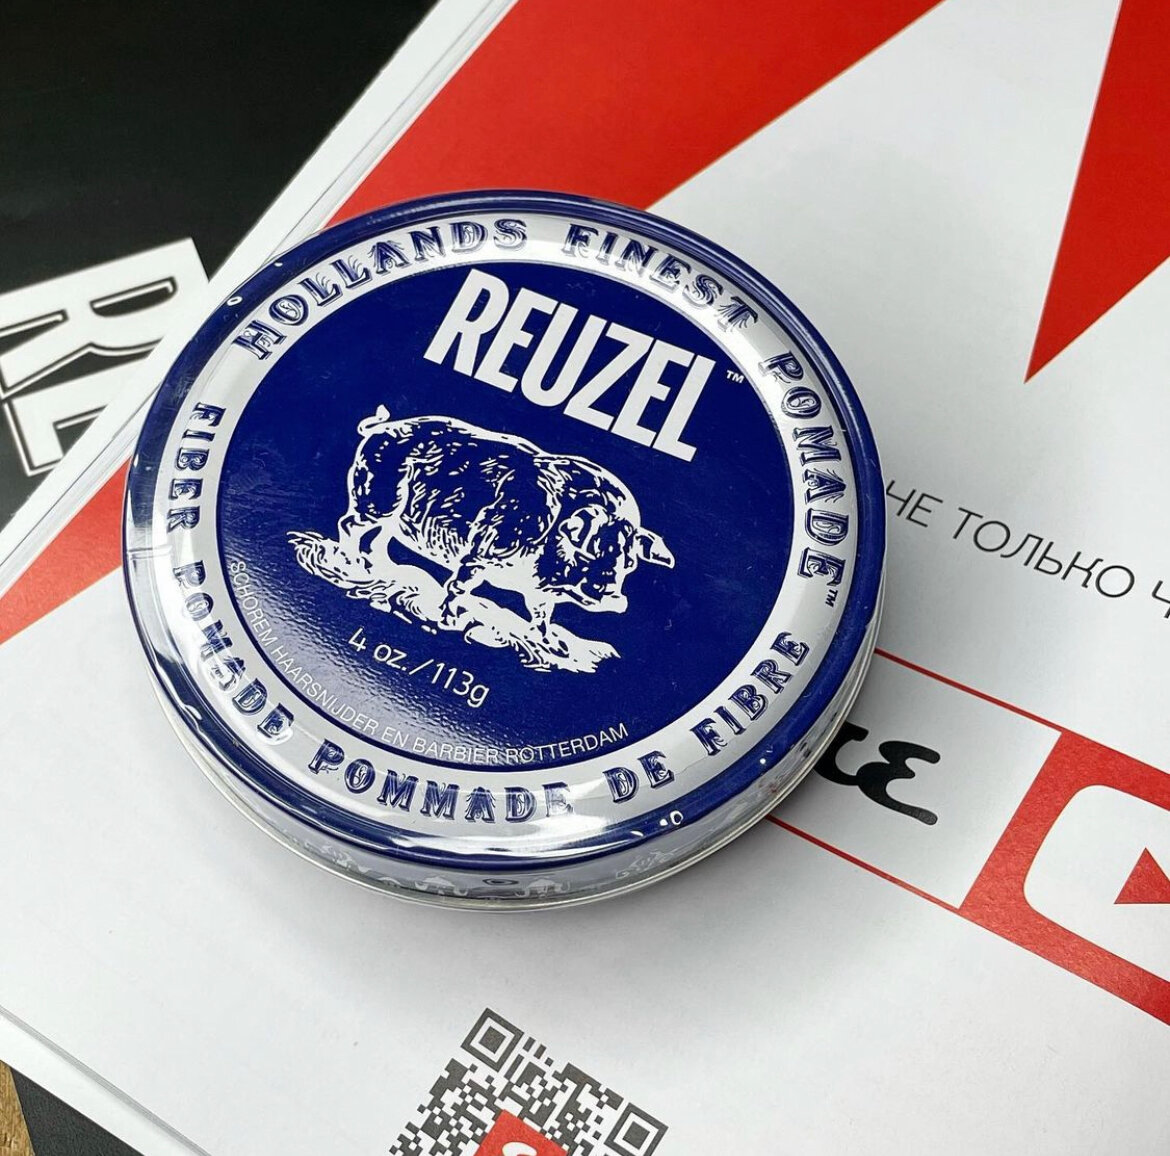 HOLLANDS FINEST POMADE™
REUZEL™
4 oz./113g
SCHOREM HAARSNIJDER EN BARBIER ROTTERDAM
FIBER POMADE POMMADE DE FIBRE
НЕ ТОЛЬКО